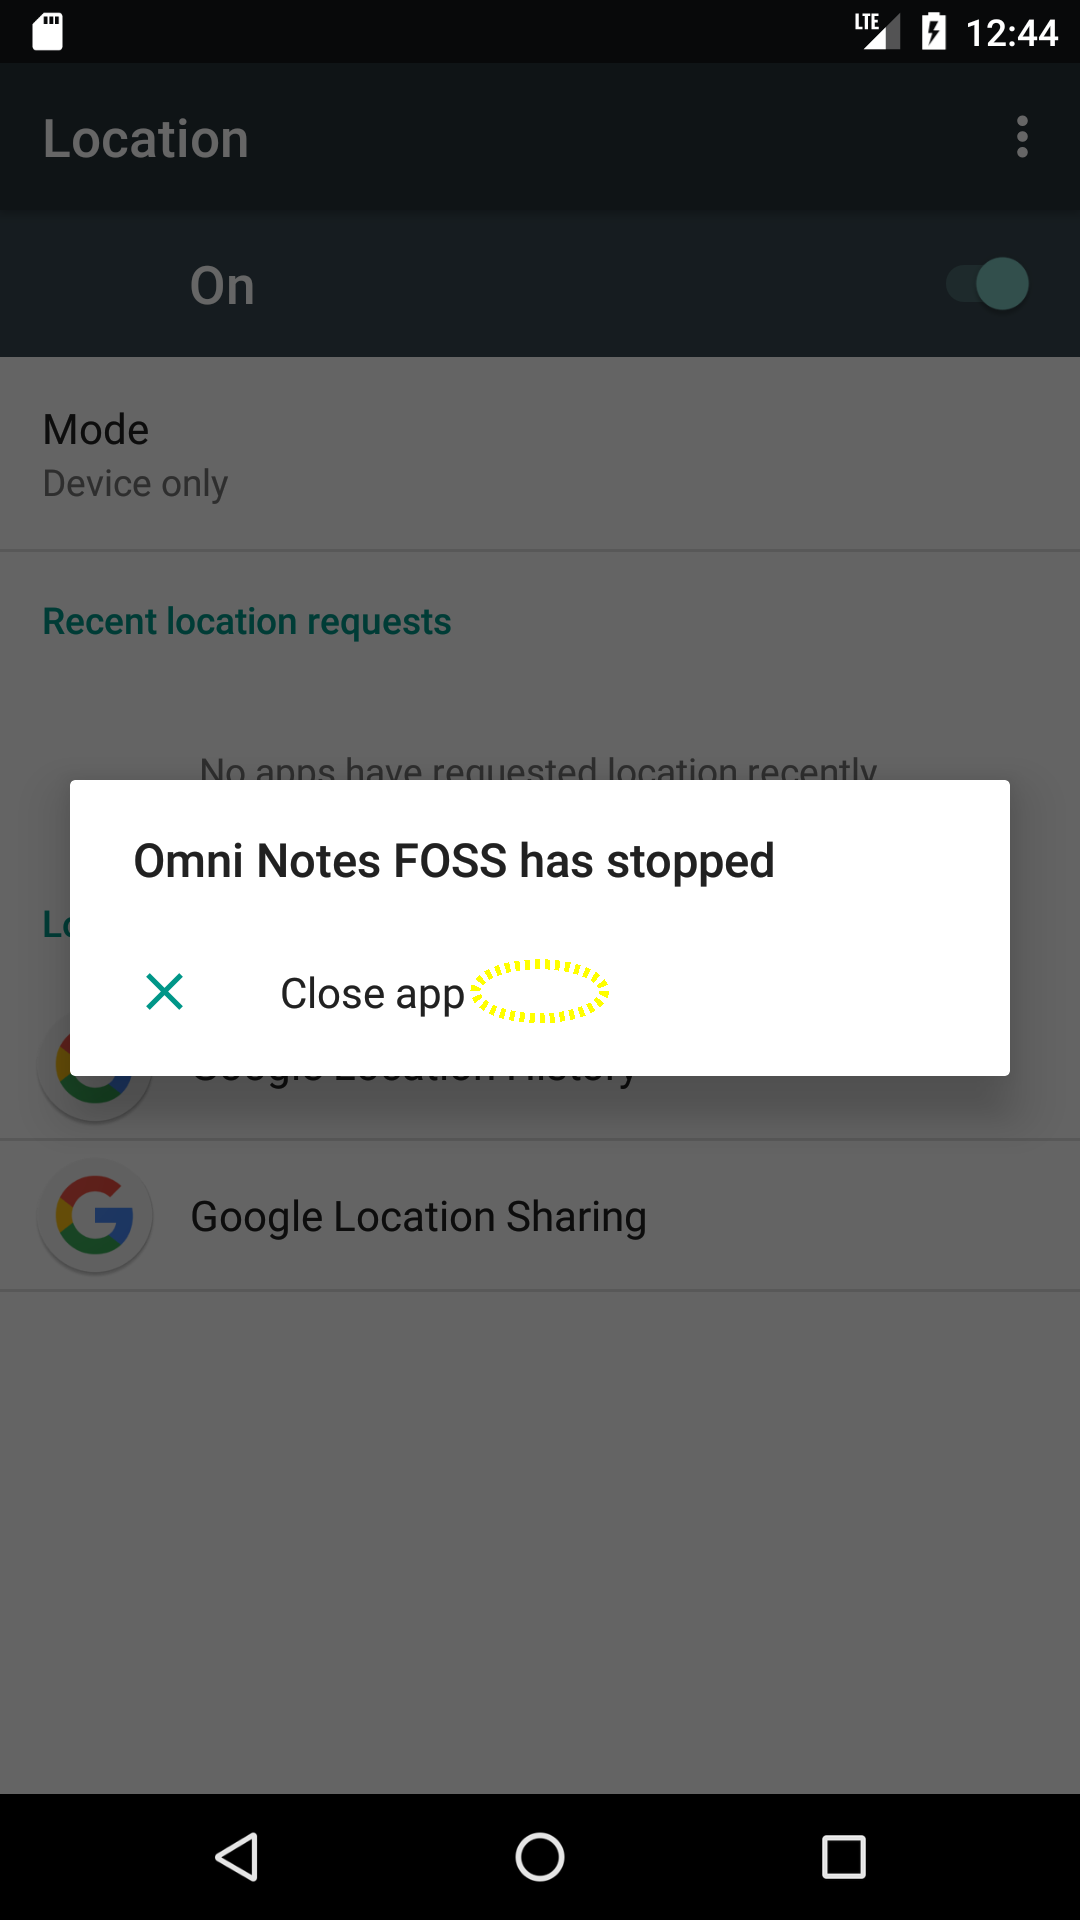 LTE 12:44
Location
On
Mode
Device only
Recent location requests
No apps have requested location recently
Omni Notes FOSS has stopped
Lo
Close app
Google Location History
Google Location Sharing